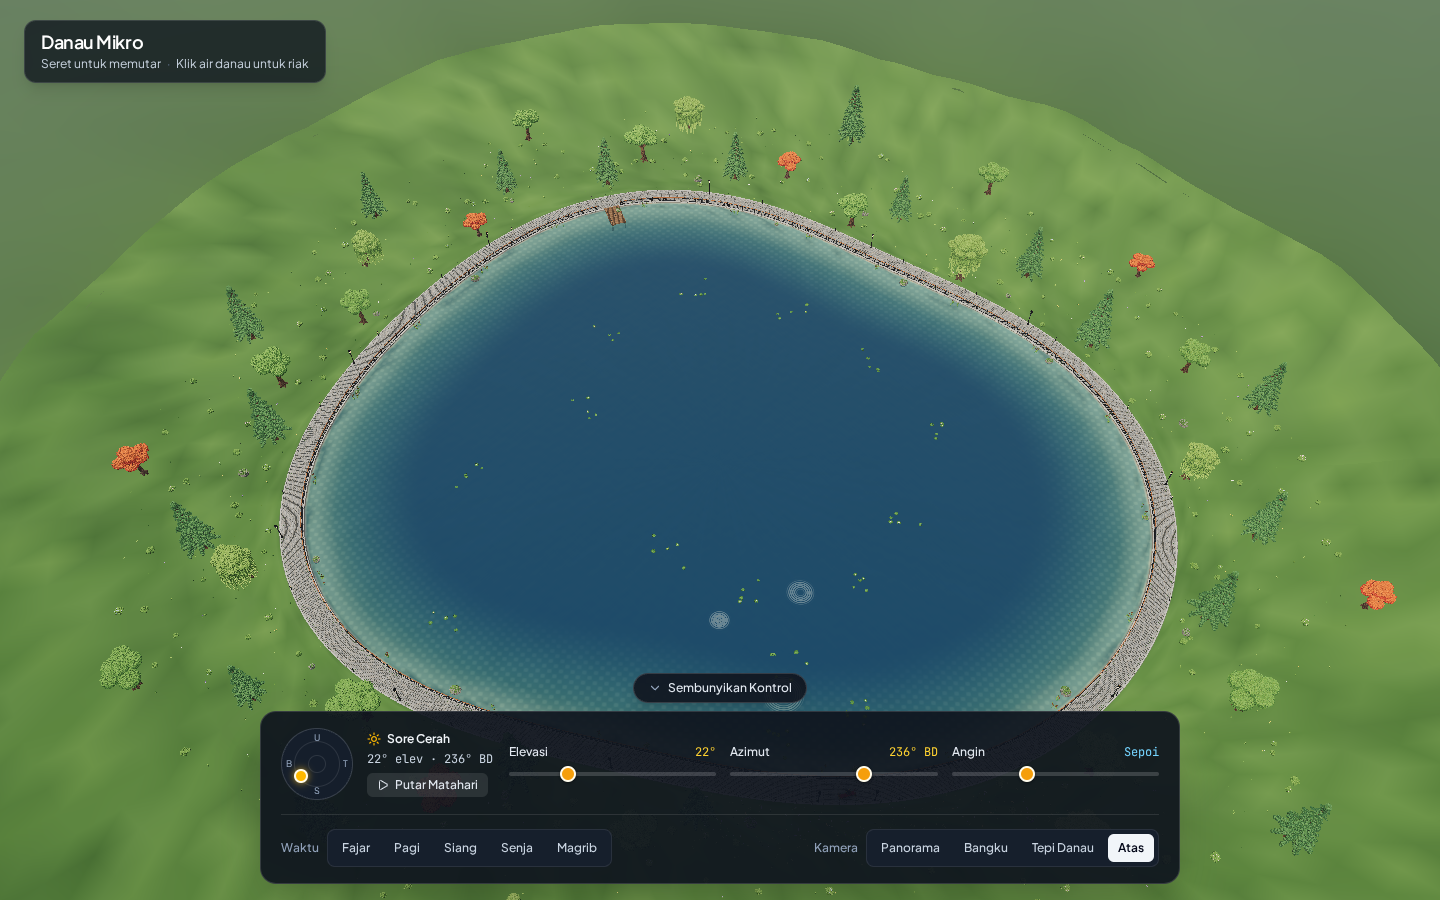 Danau Mikro
Seret untuk memutar · Klik air danau untuk riak
Sembunyikan Kontrol
U
B
T
S
Sore Cerah
22° elev · 236° BD
Putar Matahari
Elevasi 22°
Azimut 236° BD
Angin Sepoi
Waktu Fajar Pagi Siang Senja Magrib
Kamera Panorama Bangku Tepi Danau Atas